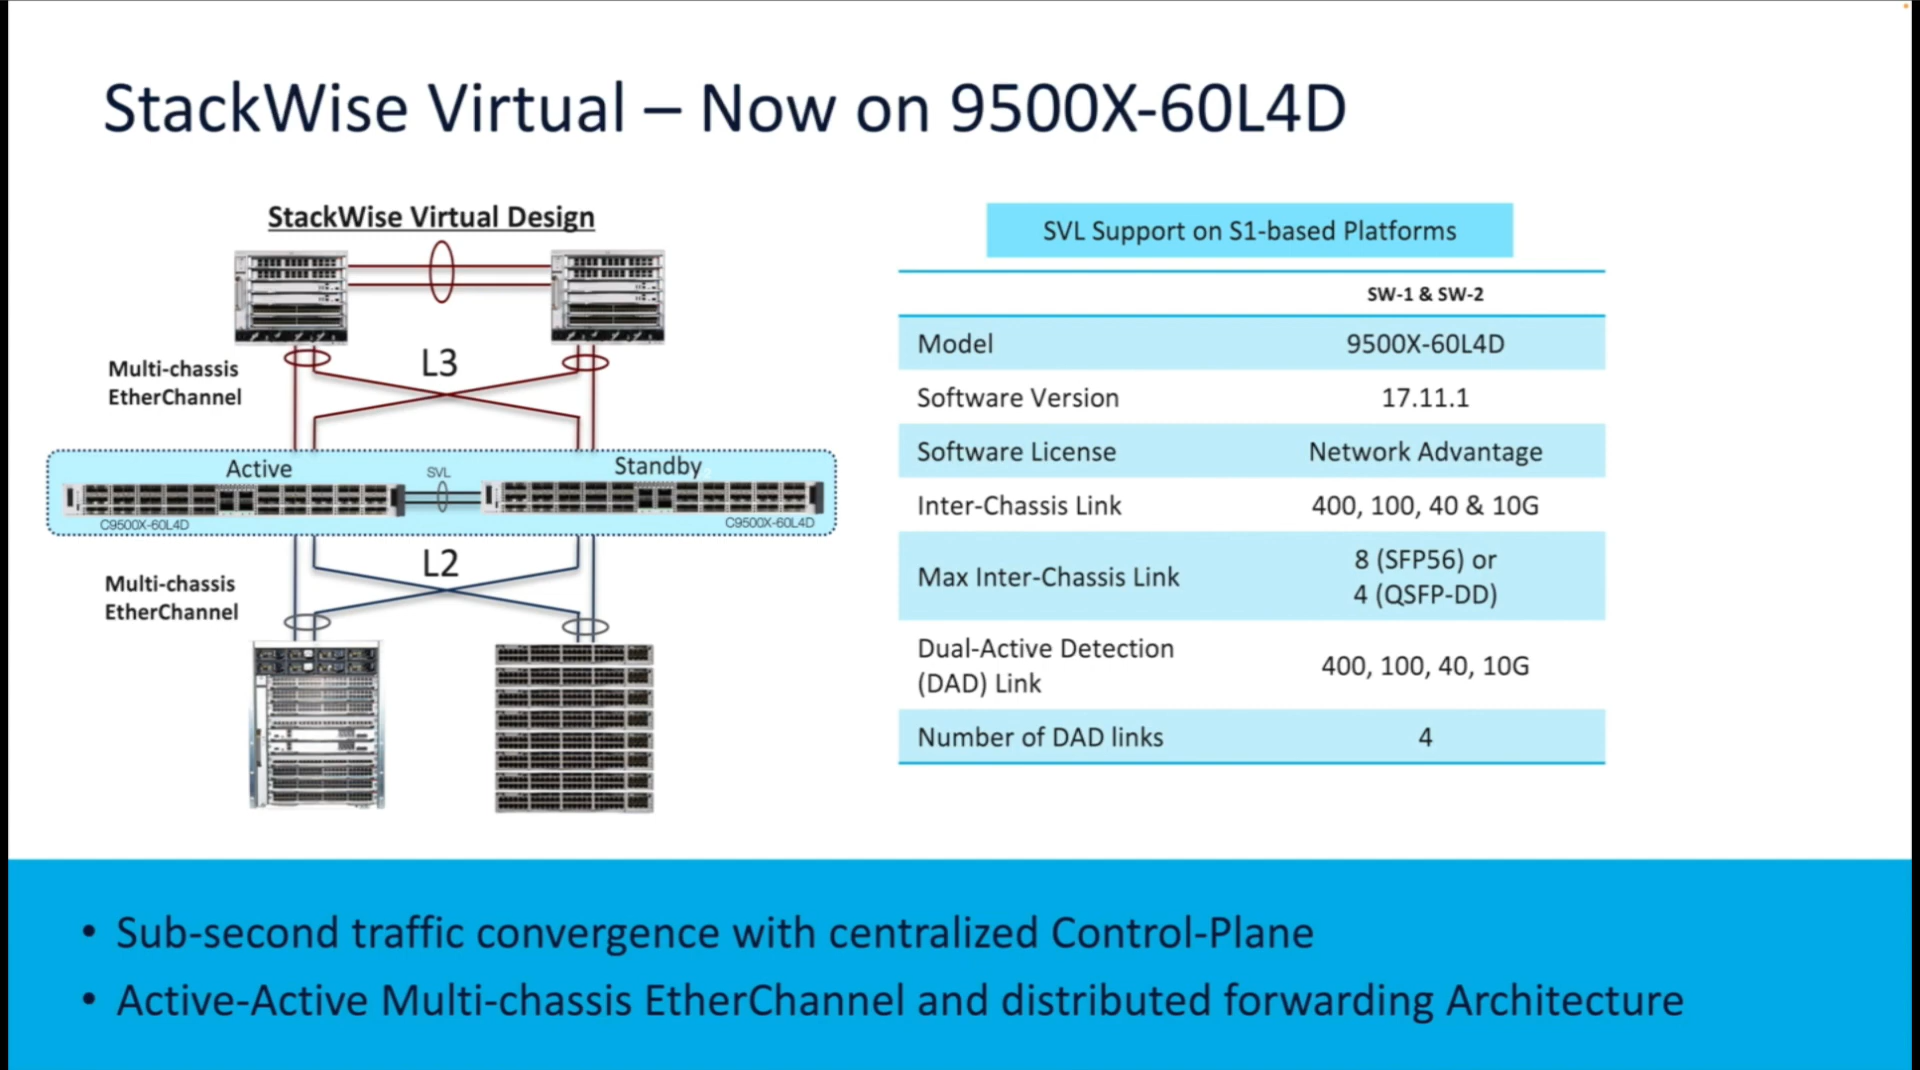 StackWise Virtual – Now on 9500X-60L4D
StackWise Virtual Design
Multi-chassis
EtherChannel
L3
Active
SVL
Standby
C9500X-60L4D
C9500X-60L4D
L2
Multi-chassis
EtherChannel
SVL Support on S1-based Platforms
SW-1 & SW-2
Model 9500X-60L4D
Software Version 17.11.1
Software License Network Advantage
Inter-Chassis Link 400, 100, 40 & 10G
Max Inter-Chassis Link 8 (SFP56) or
4 (QSFP-DD)
Dual-Active Detection
(DAD) Link 400, 100, 40, 10G
Number of DAD links 4
• Sub-second traffic convergence with centralized Control-Plane
• Active-Active Multi-chassis EtherChannel and distributed forwarding Architecture